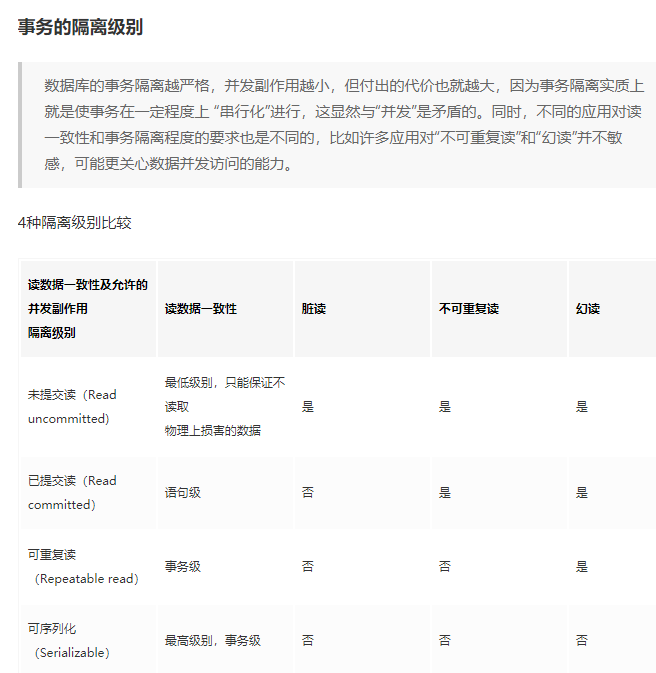 事务的隔离级别
数据库的事务隔离越严格，并发副作用越小，但付出的代价也就越大，因为事务隔离实质上
就是使事务在一定程度上 “串行化”进行，这显然与“并发”是矛盾的。同时，不同的应用对读
一致性和事务隔离程度的要求也是不同的，比如许多应用对“不可重复读”和“幻读”并不敏
感，可能更关心数据并发访问的能力。
4种隔离级别比较
读数据一致性及允许的
并发副作用
隔离级别
读数据一致性
脏读
不可重复读
幻读
未提交读（Read
uncommitted)
最低级别，只能保证不
读取
物理上损害的数据
是
是
是
已提交读（Read
committed）
语句级
否
是
是
可重复读
（Repeatable read）
事务级
否
否
是
可序列化
（Serializable）
最高级别，事务级
否
否
否